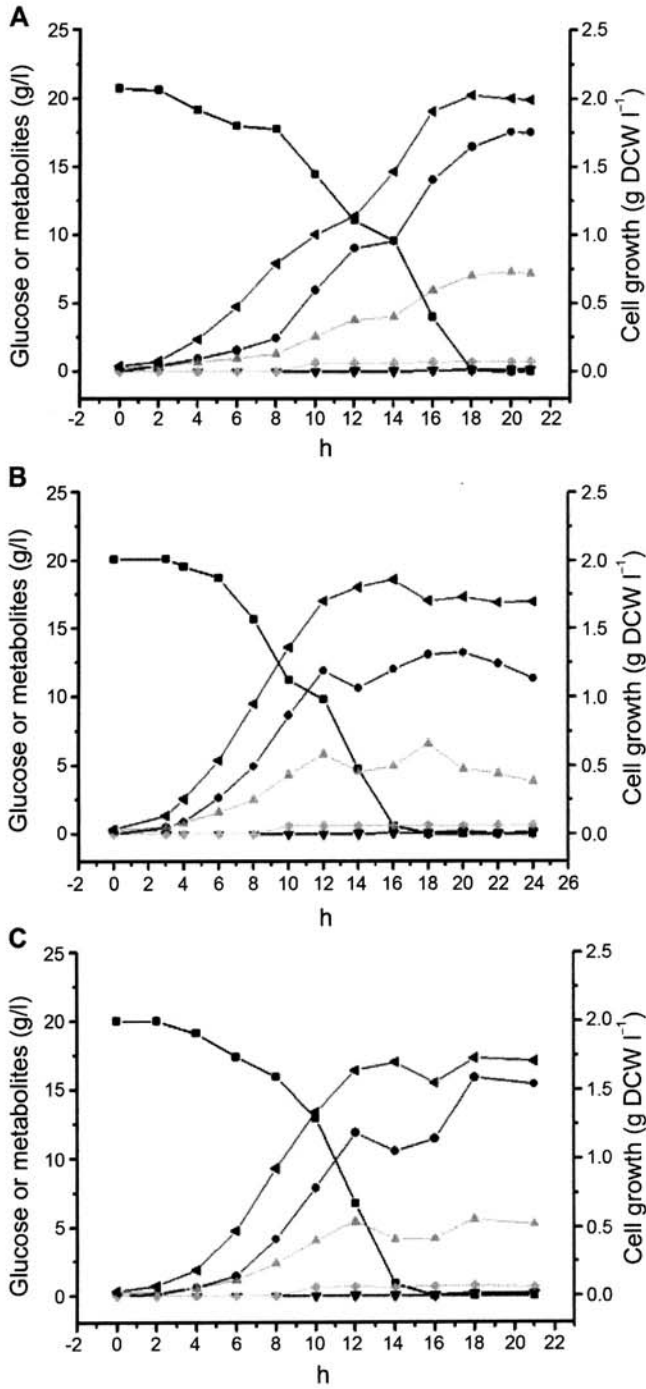 A
Glucose or metabolites (g/l)
25
20
15
10
5
0
2.5
2.0
1.5
1.0
0.5
0.0
Cell growth (g DCW l⁻¹)
-2 0 2 4 6 8 10 12 14 16 18 20 22
h
B
Glucose or metabolites (g/l)
25
20
15
10
5
0
2.5
2.0
1.5
1.0
0.5
0.0
Cell growth (g DCW l⁻¹)
-2 0 2 4 6 8 10 12 14 16 18 20 22 24 26
h
C
Glucose or metabolites (g/l)
25
20
15
10
5
0
2.5
2.0
1.5
1.0
0.5
0.0
Cell growth (g DCW l⁻¹)
-2 0 2 4 6 8 10 12 14 16 18 20 22
h